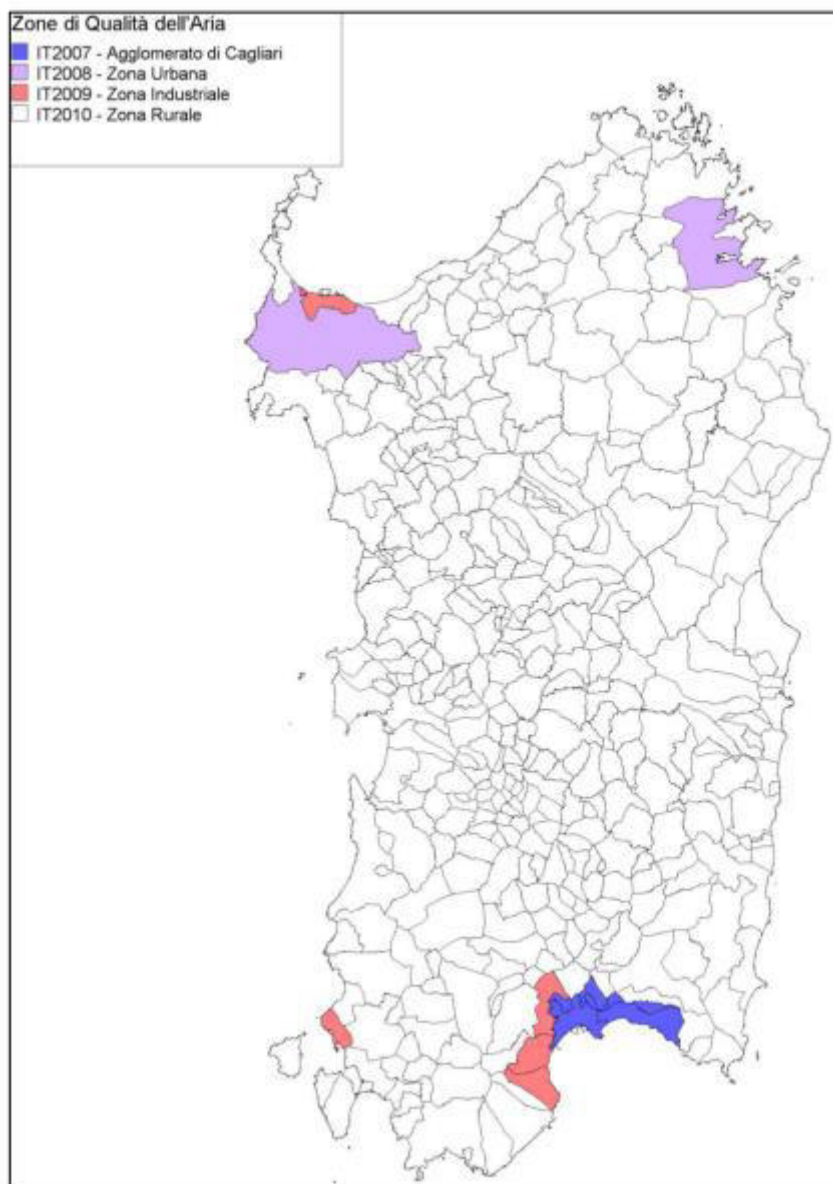 Zone di Qualità dell'Aria
IT2007 - Agglomerato di Cagliari
IT2008 - Zona Urbana
IT2009 - Zona Industriale
IT2010 - Zona Rurale